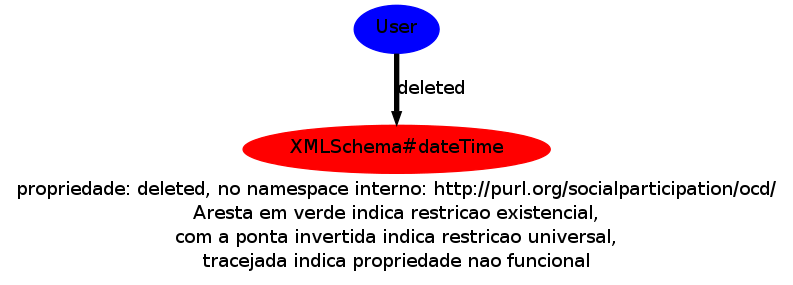 User
deleted
XMLSchema#dateTime
propriedade: deleted, no namespace interno: http://purl.org/socialparticipation/ocd/
Aresta em verde indica restricao existencial,
com a ponta invertida indica restricao universal,
tracejada indica propriedade nao funcional